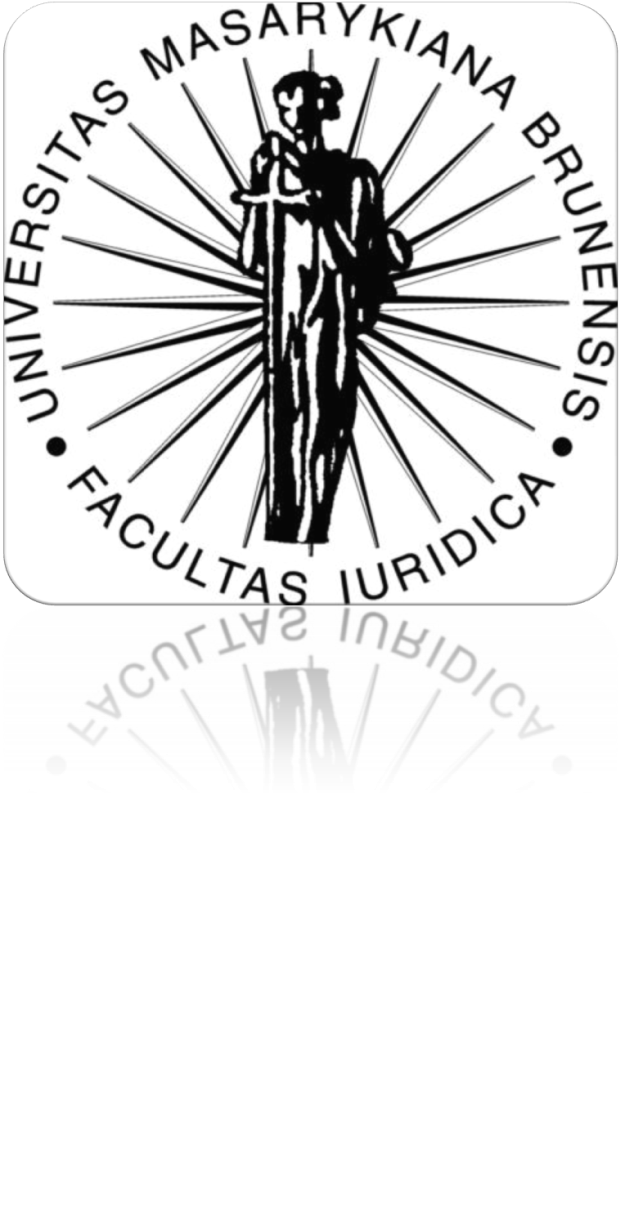 UNIVERSITAS MASARYKIANA BRUNENSIS
• FACULTAS IURIDICA •